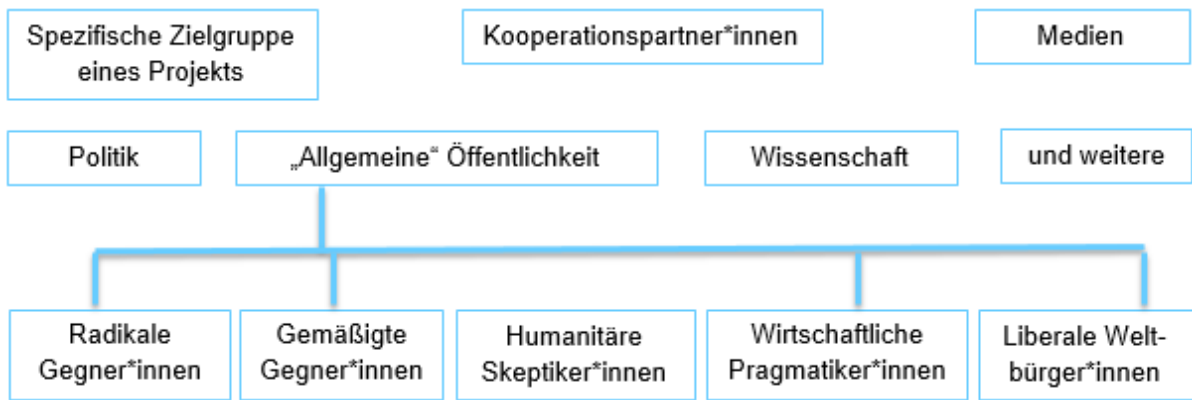 Spezifische Zielgruppe
eines Projekts
Kooperationspartner*innen
Medien
Politik
„Allgemeine“ Öffentlichkeit
Wissenschaft
und weitere
Radikale
Gegner*innen
Gemäßigte
Gegner*innen
Humanitäre
Skeptiker*innen
Wirtschaftliche
Pragmatiker*innen
Liberale Welt-
bürger*innen